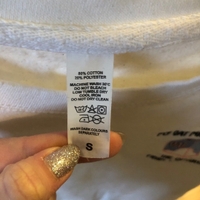 80% COTTON
20% POLYESTER
MACHINE WASH 30°C
DO NOT BLEACH
LOW TUMBLE DRY
COOL IRON
DO NOT DRY CLEAN
WASH DARK COLOURS
SEPARATELY
S